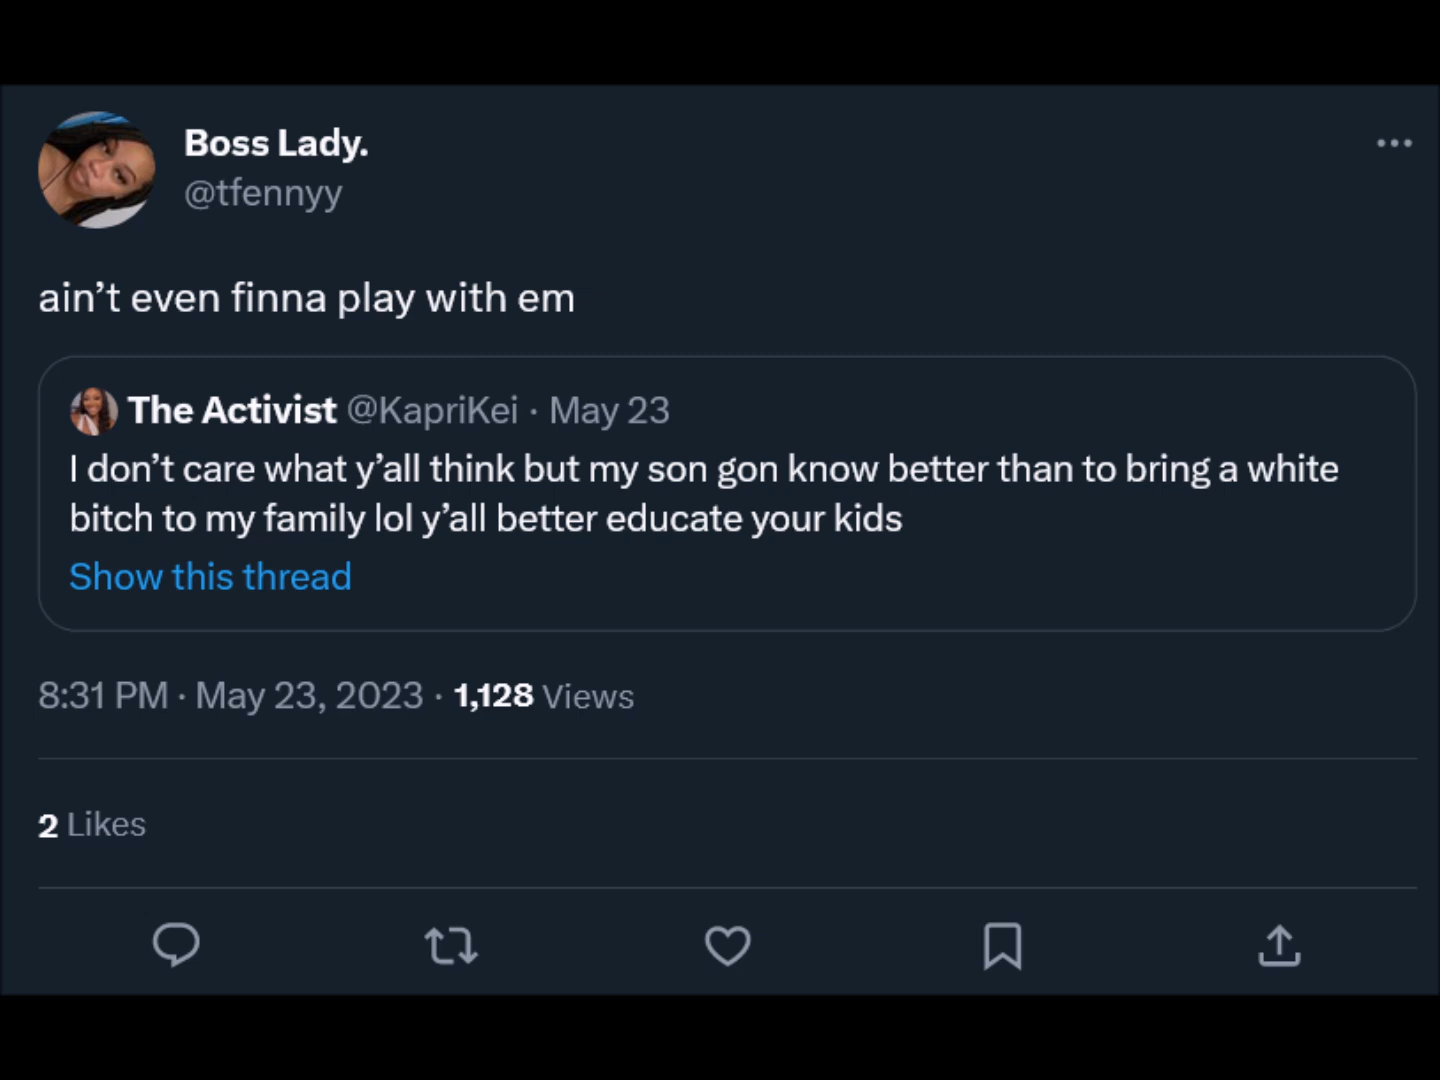 Boss Lady.
@tfennyy
ain’t even finna play with em
The Activist @KapriKei · May 23
I don’t care what y’all think but my son gon know better than to bring a white
bitch to my family lol y’all better educate your kids
Show this thread
8:31 PM · May 23, 2023 · 1,128 Views
2 Likes